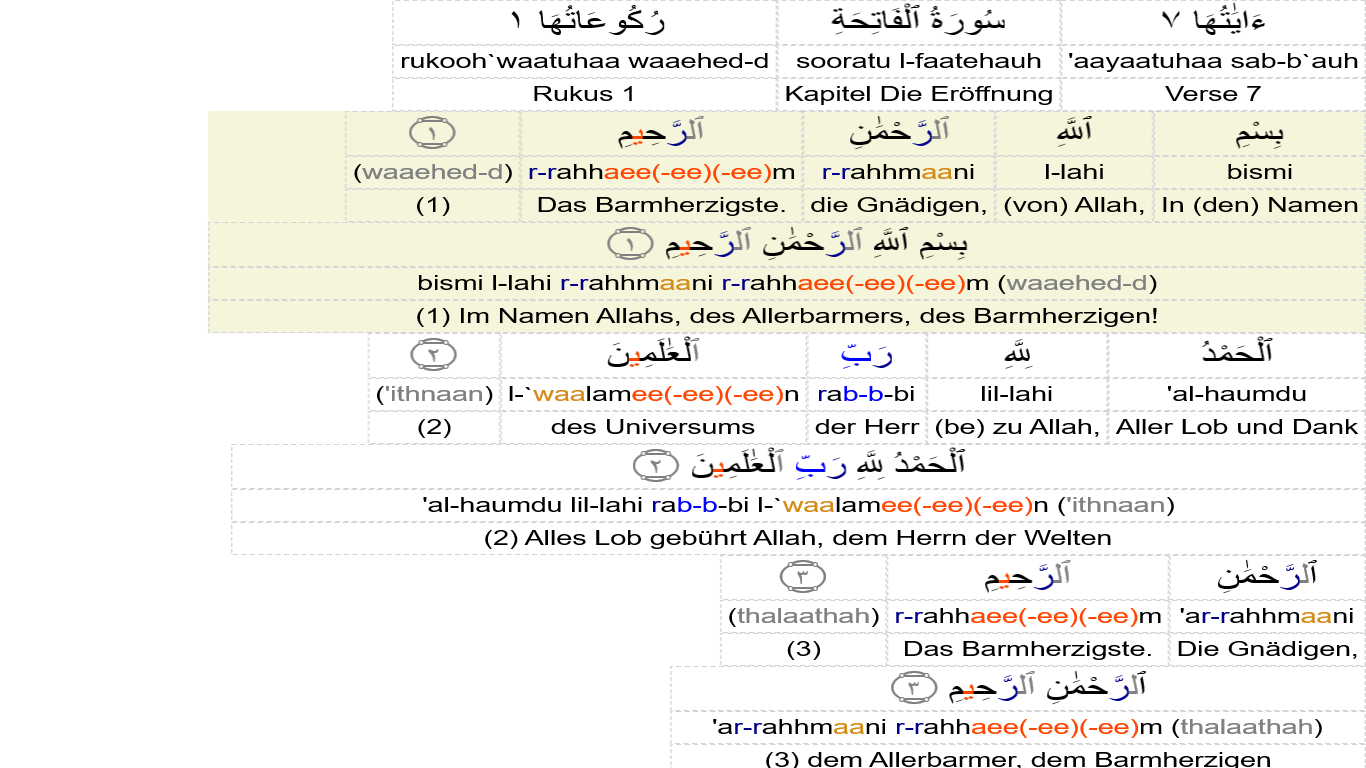 ءَايَٰتُهَا ٧ سُورَةُ ٱلْفَاتِحَةِ رُكُوعَاتُهَا ١
'aayaatuhaa sab-b`auh sooratu l-faatehauh rukooh`waatuhaa waaehed-d
Verse 7 Kapitel Die Eröffnung Rukus 1
بِسْمِ ٱللَّهِ ٱلرَّحْمَٰنِ ٱلرَّحِيمِ ١
bismi l-lahi r-rahhmaani r-rahhaee(-ee)(-ee)m (waaehed-d)
In (den) Namen (von) Allah, die Gnädigen, Das Barmherzigste. (1)
بِسْمِ ٱللَّهِ ٱلرَّحْمَٰنِ ٱلرَّحِيمِ ١
bismi l-lahi r-rahhmaani r-rahhaee(-ee)(-ee)m (waaehed-d)
(1) Im Namen Allahs, des Allerbarmers, des Barmherzigen!
ٱلْحَمْدُ لِلَّهِ رَبِّ ٱلْعَٰلَمِينَ ٢
'al-haumdu lil-lahi rab-b-bi l-`waalamee(-ee)(-ee)n ('ithnaan)
Aller Lob und Dank (be) zu Allah, der Herr des Universums (2)
ٱلْحَمْدُ لِلَّهِ رَبِّ ٱلْعَٰلَمِينَ ٢
'al-haumdu lil-lahi rab-b-bi l-`waalamee(-ee)(-ee)n ('ithnaan)
(2) Alles Lob gebührt Allah, dem Herrn der Welten
ٱلرَّحْمَٰنِ ٱلرَّحِيمِ ٣
'ar-rahhmaani r-rahhaee(-ee)(-ee)m (thalaathah)
Die Gnädigen, Das Barmherzigste. (3)
ٱلرَّحْمَٰنِ ٱلرَّحِيمِ ٣
'ar-rahhmaani r-rahhaee(-ee)(-ee)m (thalaathah)
(3) dem Allerbarmer, dem Barmherzigen